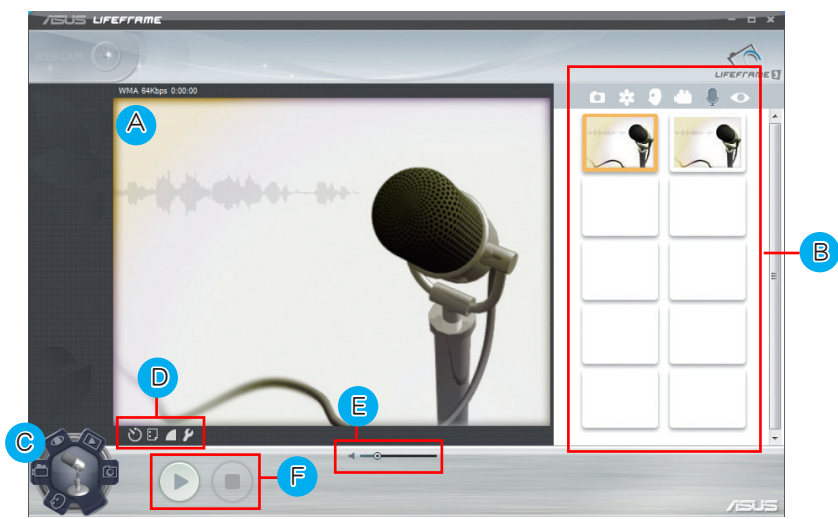 ASUS LIFEFRAME
WEBCAM
LIFEFRAME 3
WMA 64Kbps 0:00:00
A
B
D
E
C
F
ASUS